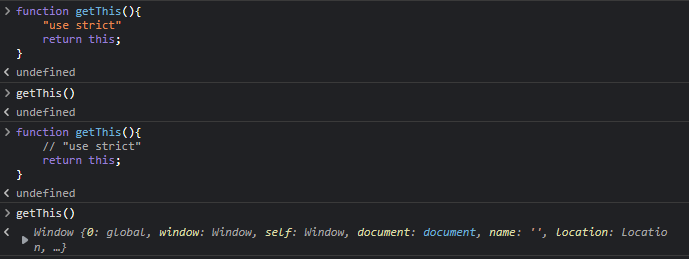 > function getThis(){
    "use strict"
    return this;
}
< undefined
> getThis()
< undefined
> function getThis(){
    // "use strict"
    return this;
}
< undefined
> getThis()
< Window {0: global, window: Window, self: Window, document: document, name: '', location: Locatio
n, …}